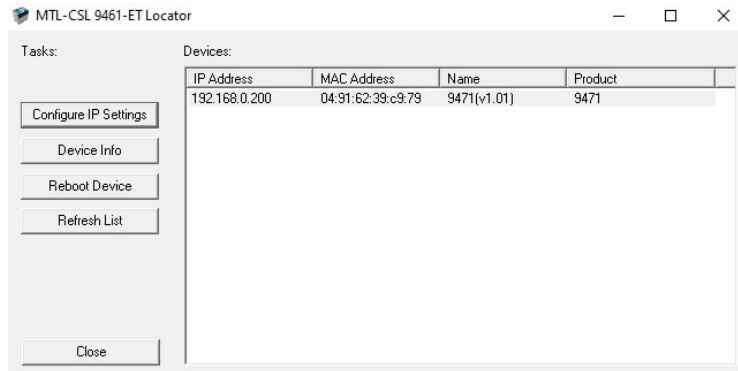 MTL-CSL 9461-ET Locator
Tasks:
Devices:
IP Address MAC Address Name Product
192.168.0.200 04:91:62:39:c9:79 9471(v1.01) 9471
Configure IP Settings
Device Info
Reboot Device
Refresh List
Close